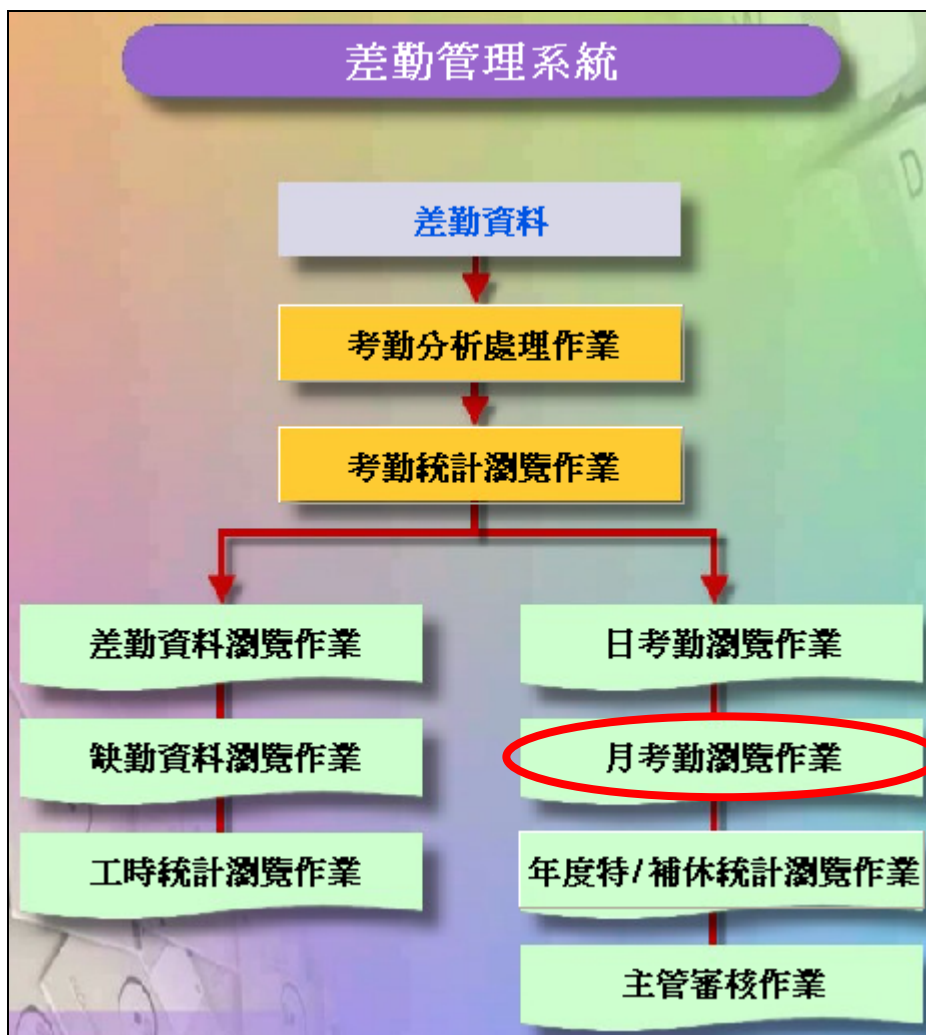 差勤管理系統
差勤資料
考勤分析處理作業
考勤統計瀏覽作業
差勤資料瀏覽作業
缺勤資料瀏覽作業
工時統計瀏覽作業
日考勤瀏覽作業
月考勤瀏覽作業
年度特/補休統計瀏覽作業
主管審核作業
D